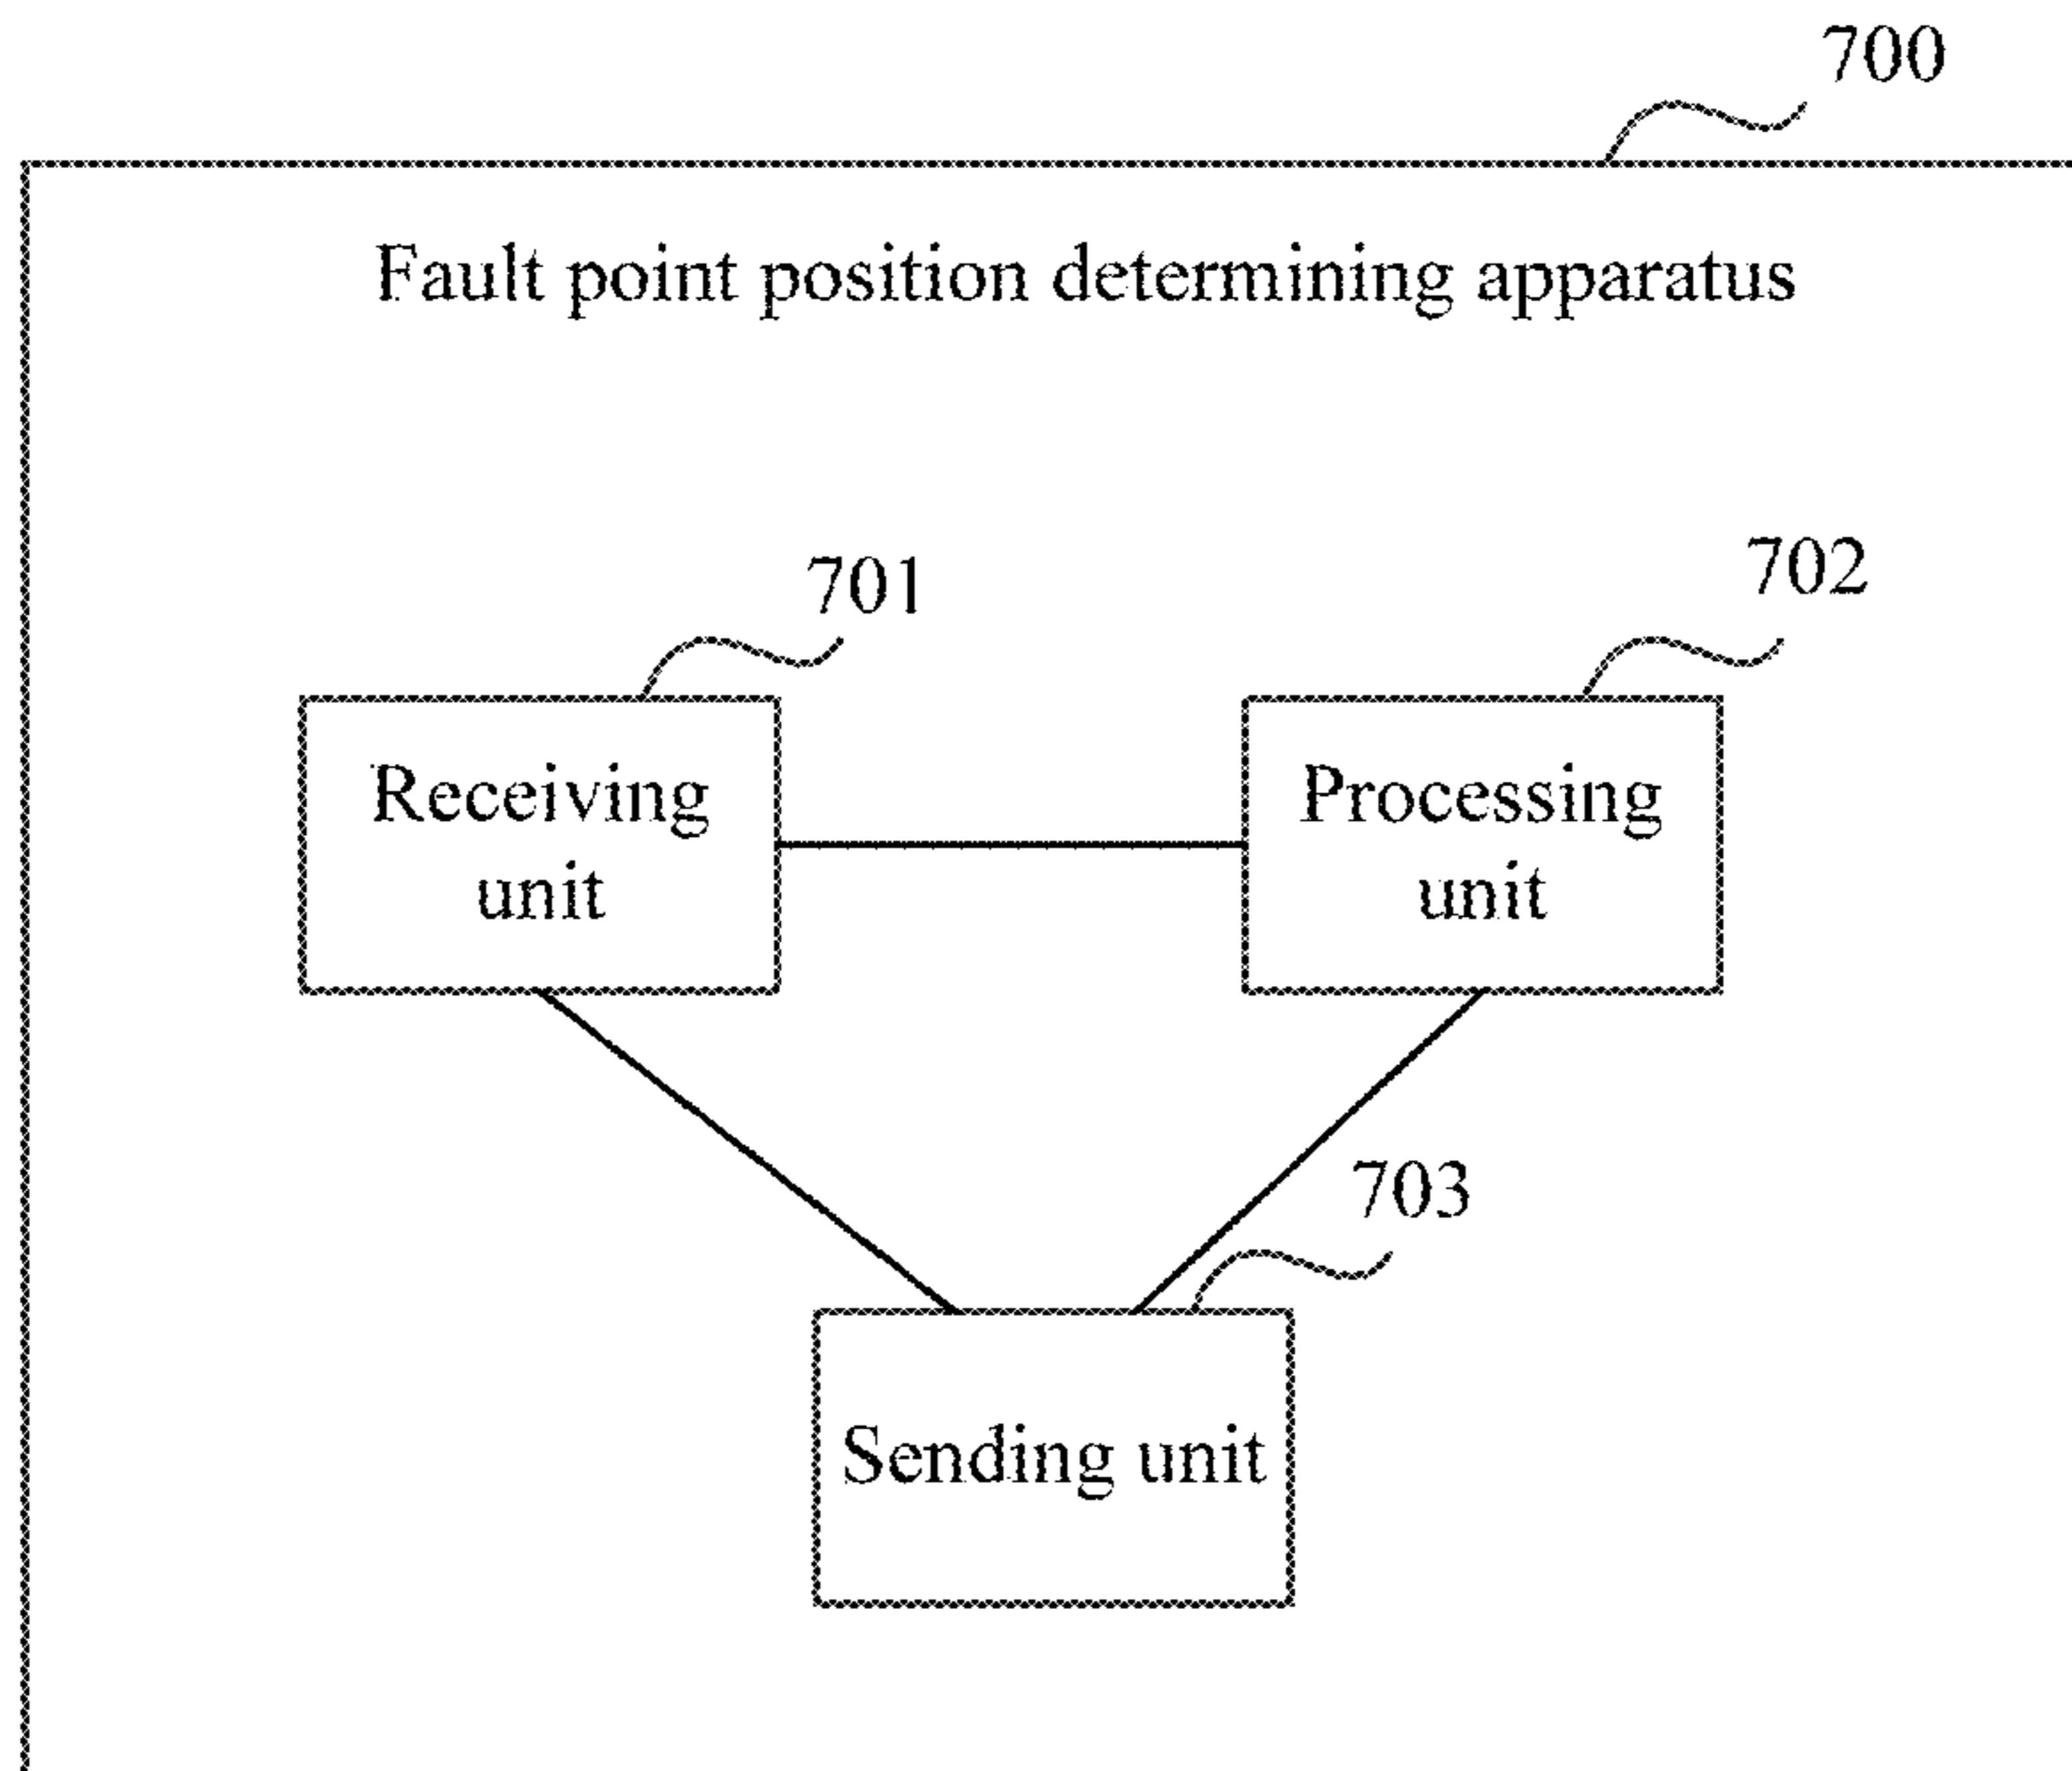 700
Fault point position determining apparatus
701
702
Receiving
unit
Processing
unit
703
Sending unit